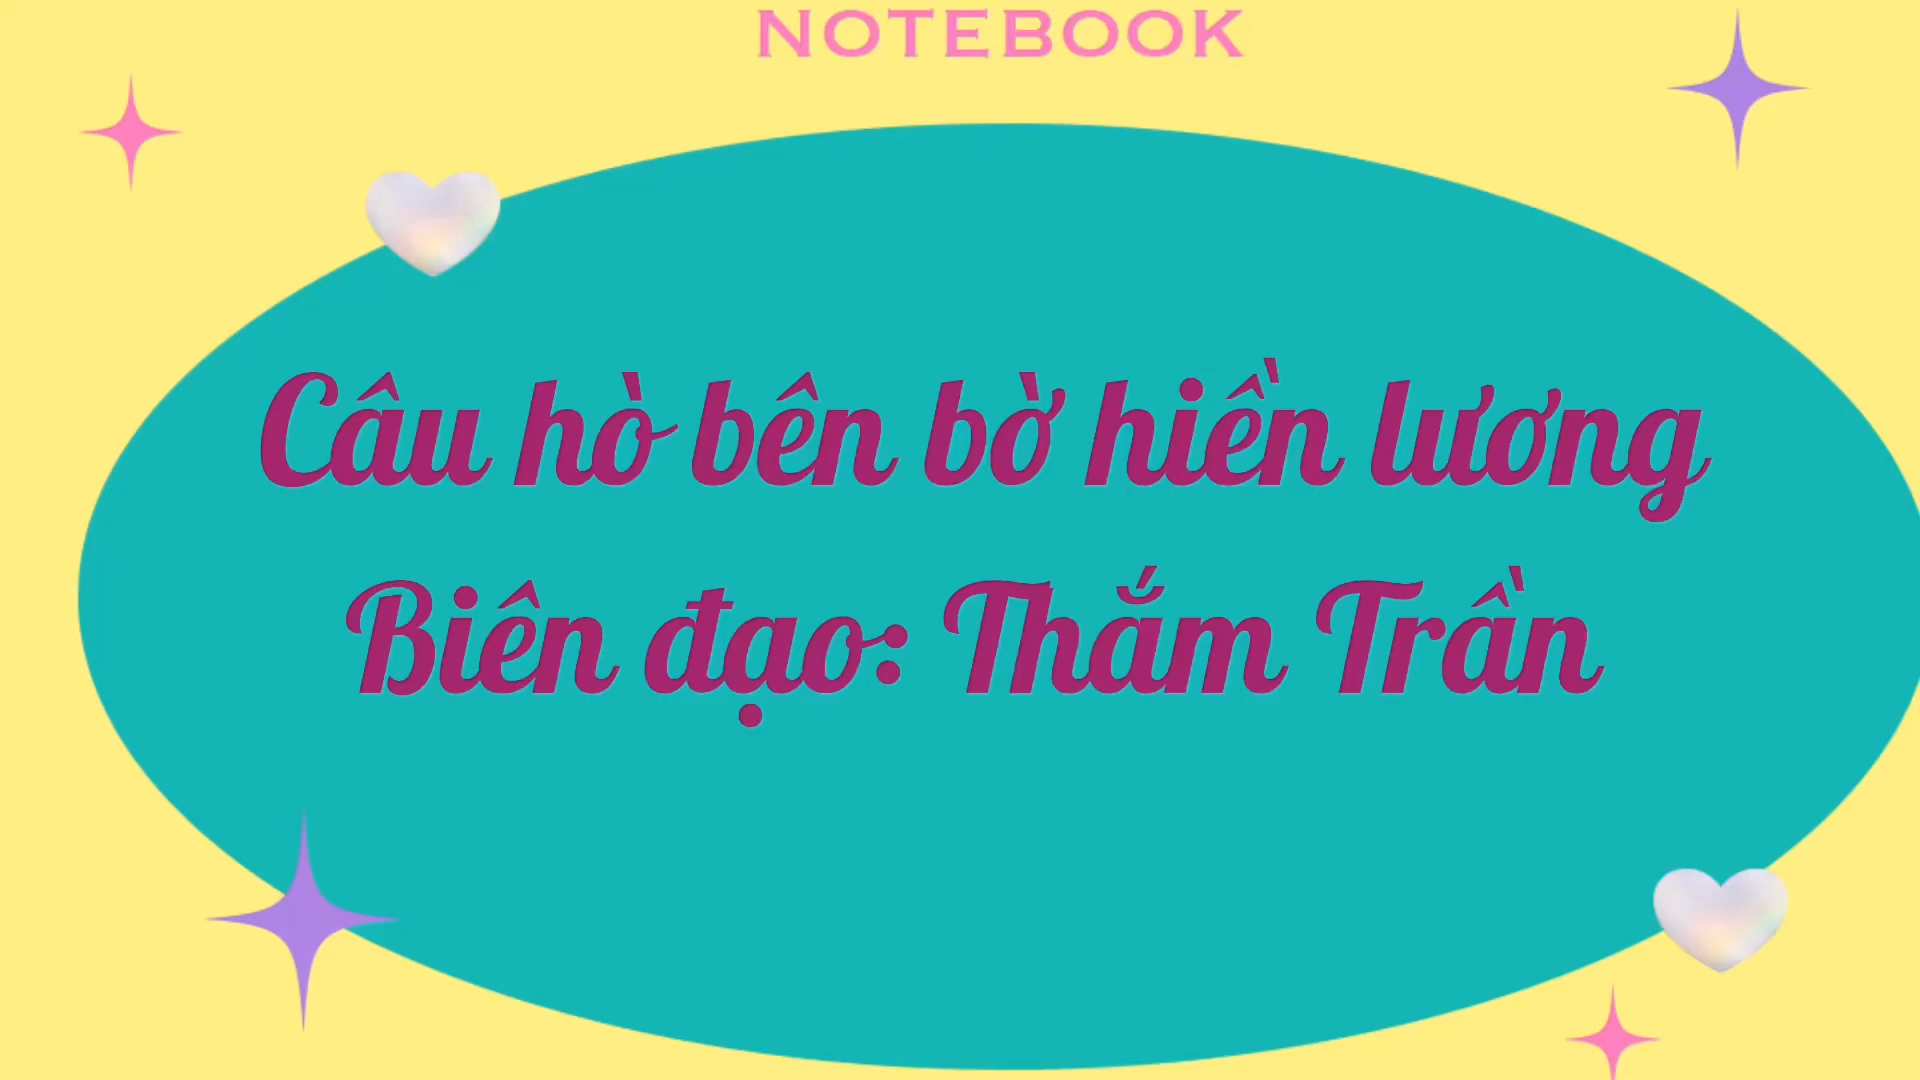 NOTEBOOK
Câu hò bên bờ hiền lương
Biên đạo: Thắm Trần